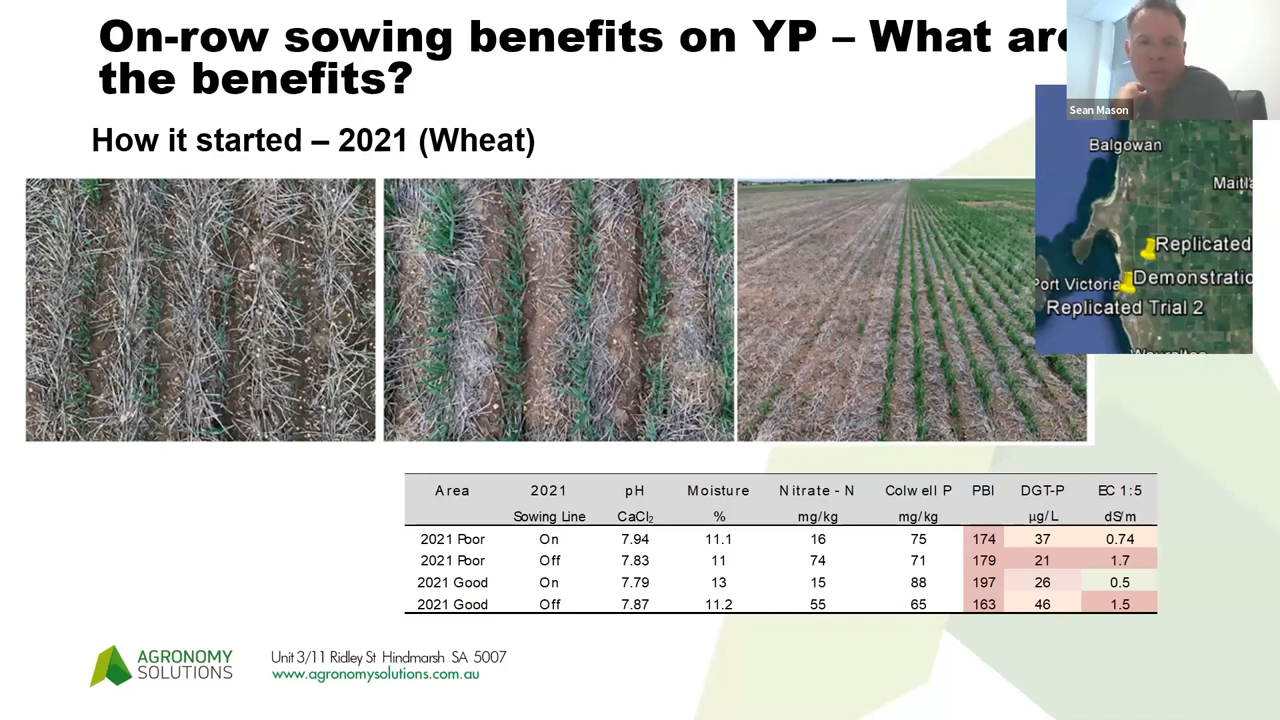 On-row sowing benefits on YP – What are
the benefits?
Sean Mason
How it started – 2021 (Wheat)
Balgowan
Maitla
Replicated
Port Victoria
Demonstratio
Replicated Trial 2
Area 2021 pH Moisture Nitrate - N Colwell P PBI DGT-P EC 1:5
Sowing Line CaCl₂ % mg/kg mg/kg µg/L dS/m
2021 Poor On 7.94 11.1 16 75 174 37 0.74
2021 Poor Off 7.83 11 74 71 179 21 1.7
2021 Good On 7.79 13 15 88 197 26 0.5
2021 Good Off 7.87 11.2 55 65 163 46 1.5
AGRONOMY
SOLUTIONS
Unit 3/11 Ridley St Hindmarsh SA 5007
www.agronomysolutions.com.au